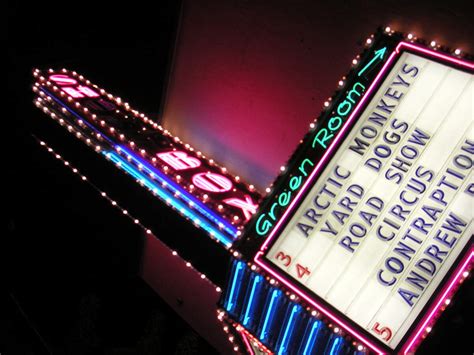 BOX
Green Room →
3 ARCTIC MONKEYS
4 YARD DOGS
ROAD SHOW
CIRCUS
CONTRAPTION
5 ANDREW